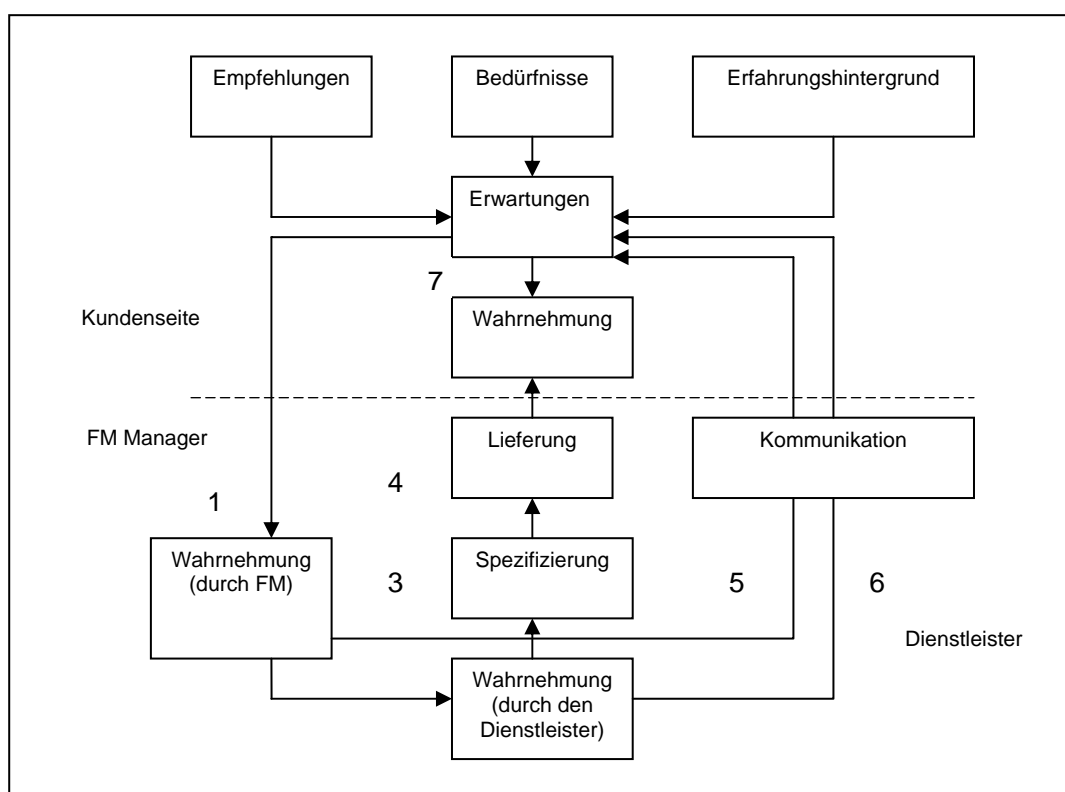 Empfehlungen
Bedürfnisse
Erfahrungshintergrund
Erwartungen
7
Kundenseite
Wahrnehmung
FM Manager
Lieferung
Kommunikation
4
1
Wahrnehmung
(durch FM)
3
Spezifizierung
5
6
Dienstleister
Wahrnehmung
(durch den
Dienstleister)